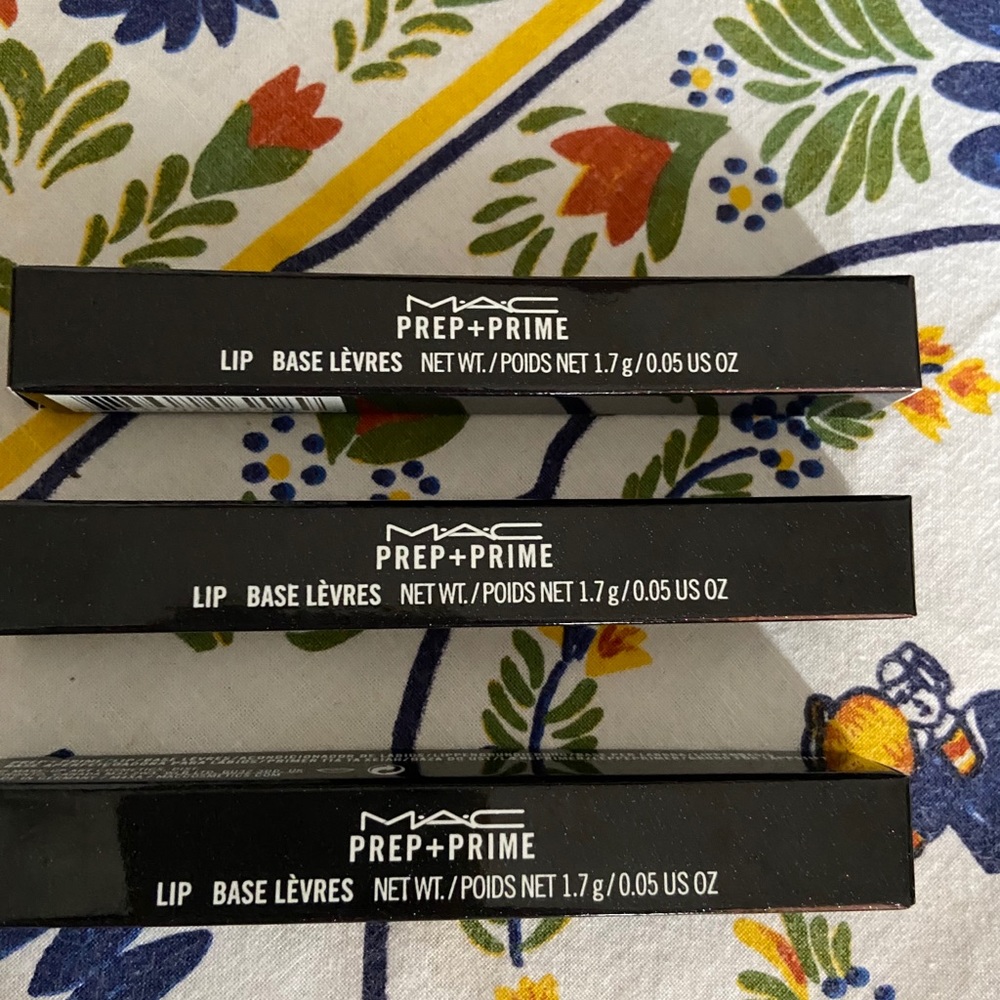 M·A·C
PREP+PRIME
LIP BASE LÈVRES NET WT./POIDS NET 1.7 g/0.05 US OZ
M·A·C
PREP+PRIME
LIP BASE LÈVRES NET WT./POIDS NET 1.7 g/0.05 US OZ
M·A·C
PREP+PRIME
LIP BASE LÈVRES NET WT./POIDS NET 1.7 g/0.05 US OZ